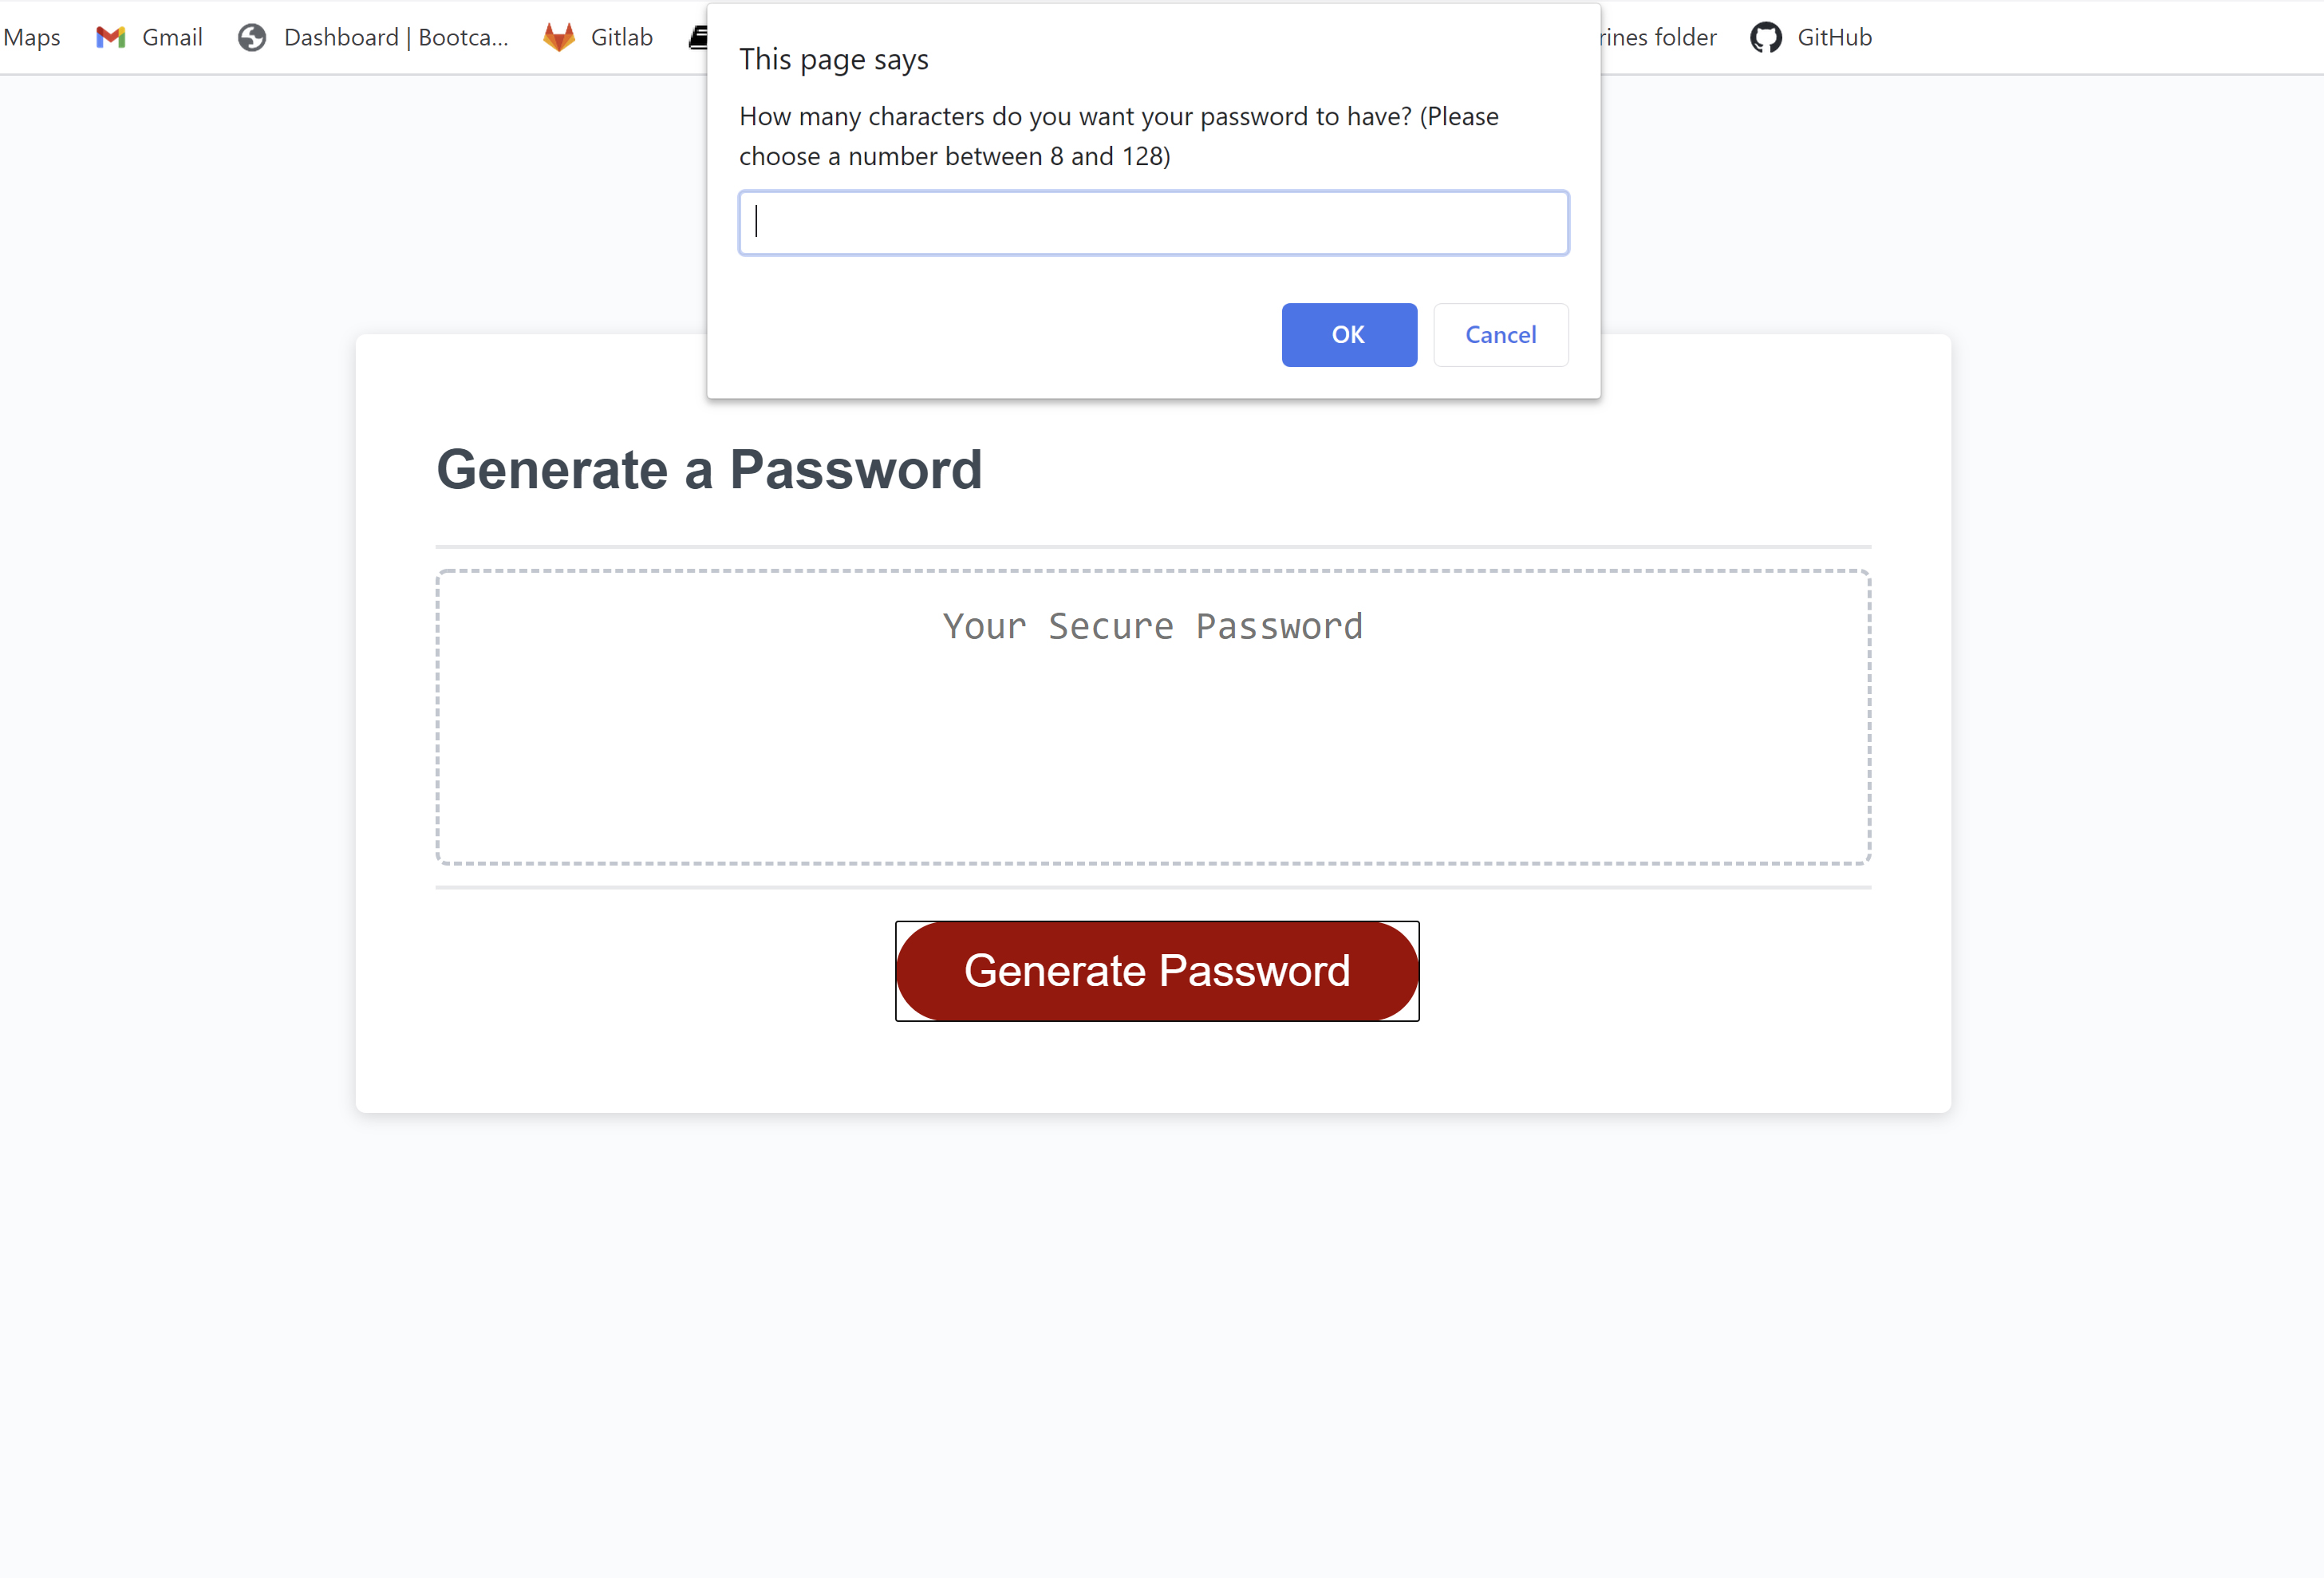 Maps Gmail Dashboard | Bootca... Gitlab folder GitHub
This page says
How many characters do you want your password to have? (Please
choose a number between 8 and 128)
OK Cancel
Generate a Password
Your Secure Password
Generate Password